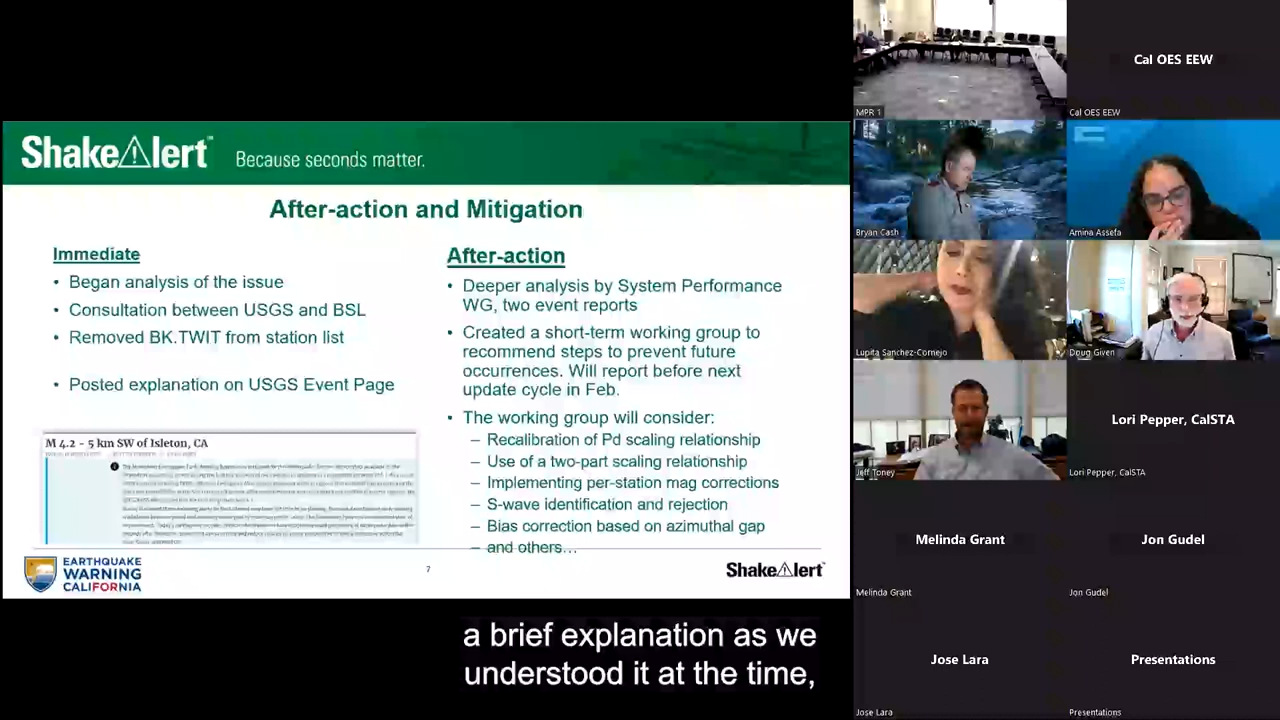 ShakeAlert™ Because seconds matter.
After-action and Mitigation
Immediate
• Began analysis of the issue
• Consultation between USGS and BSL
• Removed BK.TWIT from station list
• Posted explanation on USGS Event Page
M 4.2 - 5 km SW of Isleton, CA
After-action
• Deeper analysis by System Performance
WG, two event reports
• Created a short-term working group to
recommend steps to prevent future
occurrences. Will report before next
update cycle in Feb.
• The working group will consider:
– Recalibration of Pd scaling relationship
– Use of a two-part scaling relationship
– Implementing per-station mag corrections
– S-wave identification and rejection
– Bias correction based on azimuthal gap
– and others…
EARTHQUAKE
WARNING
CALIFORNIA
7
ShakeAlert™
a brief explanation as we
understood it at the time,
MPR 1
Cal OES EEW
Cal OES EEW
Bryan Cash
Amina Assefa
Lupita Sanchez-Cornejo
Doug Given
Jeff Toney
Lori Pepper, CalSTA
Lori Pepper, CalSTA
Melinda Grant
Melinda Grant
Jon Gudel
Jon Gudel
Jose Lara
Jose Lara
Presentations
Presentations